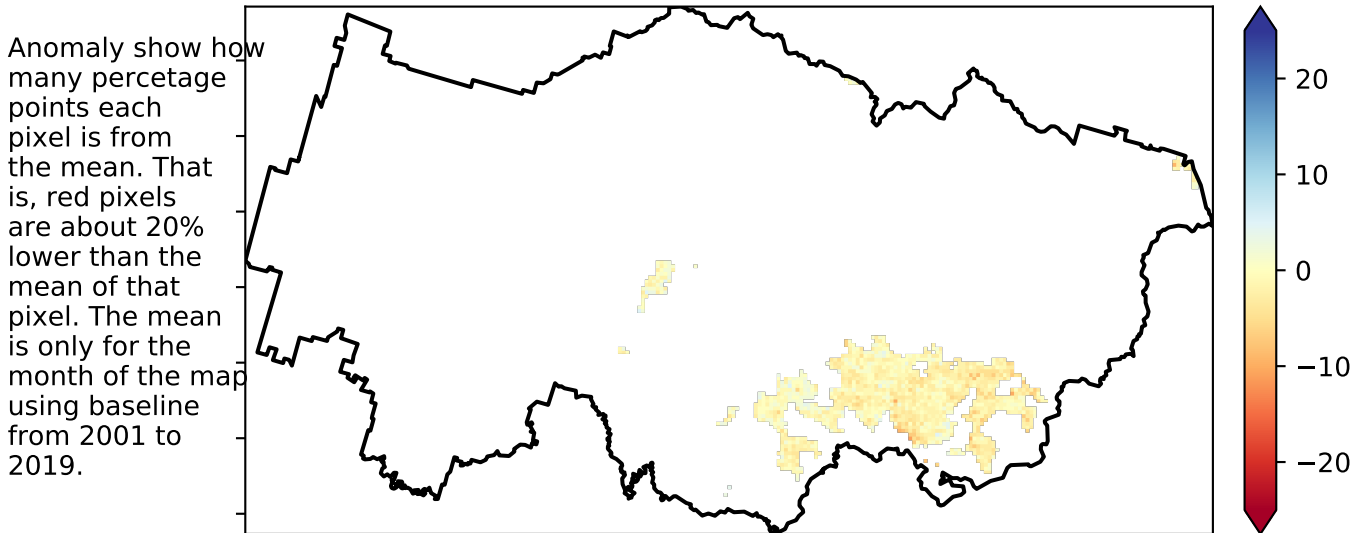 Anomaly show how
many percetage
points each
pixel is from
the mean. That
is, red pixels
are about 20%
lower than the
mean of that
pixel. The mean
is only for the
month of the map
using baseline
from 2001 to
2019.
20
10
0
−10
−20